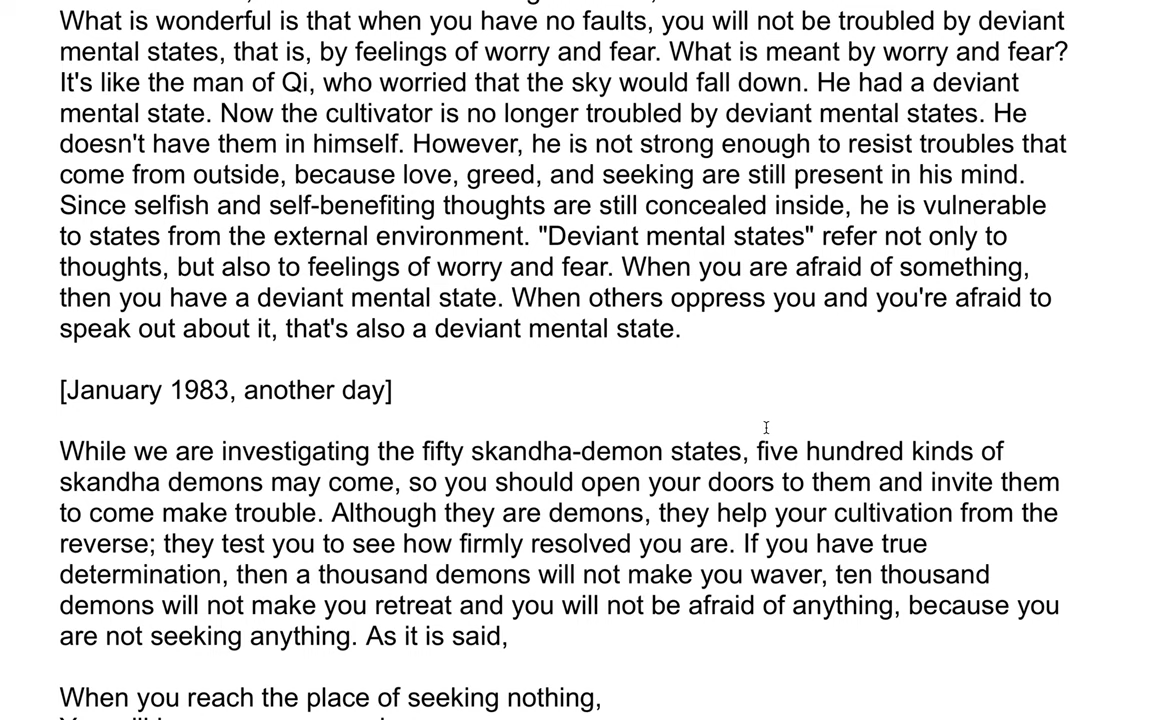 What is wonderful is that when you have no faults, you will not be troubled by deviant
mental states, that is, by feelings of worry and fear. What is meant by worry and fear?
It's like the man of Qi, who worried that the sky would fall down. He had a deviant
mental state. Now the cultivator is no longer troubled by deviant mental states. He
doesn't have them in himself. However, he is not strong enough to resist troubles that
come from outside, because love, greed, and seeking are still present in his mind.
Since selfish and self-benefiting thoughts are still concealed inside, he is vulnerable
to states from the external environment. "Deviant mental states" refer not only to
thoughts, but also to feelings of worry and fear. When you are afraid of something,
then you have a deviant mental state. When others oppress you and you're afraid to
speak out about it, that's also a deviant mental state.
[January 1983, another day]
While we are investigating the fifty skandha-demon states, five hundred kinds of
skandha demons may come, so you should open your doors to them and invite them
to come make trouble. Although they are demons, they help your cultivation from the
reverse; they test you to see how firmly resolved you are. If you have true
determination, then a thousand demons will not make you waver, ten thousand
demons will not make you retreat and you will not be afraid of anything, because you
are not seeking anything. As it is said,
When you reach the place of seeking nothing,